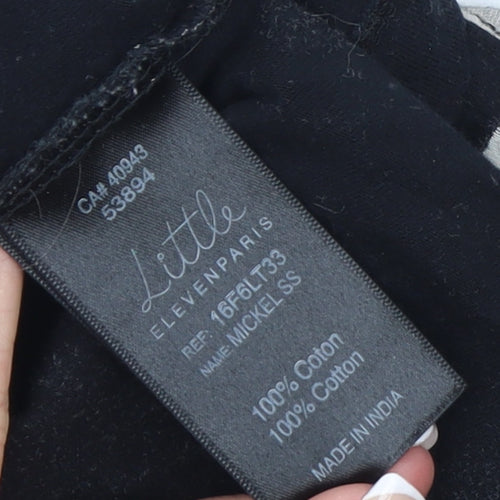 CA# 40943
53894
Little
ELEVENPARIS
REF: 16F6LT33
NAME: MICKEL SS
100% Coton
100% Cotton
MADE IN INDIA